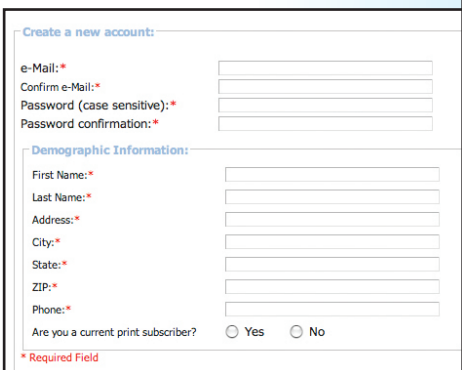 Create a new account:
e-Mail:*
Confirm e-Mail:*
Password (case sensitive):*
Password confirmation:*
Demographic Information:
First Name:*
Last Name:*
Address:*
City:*
State:*
ZIP:*
Phone:*
Are you a current print subscriber? Yes No
* Required Field